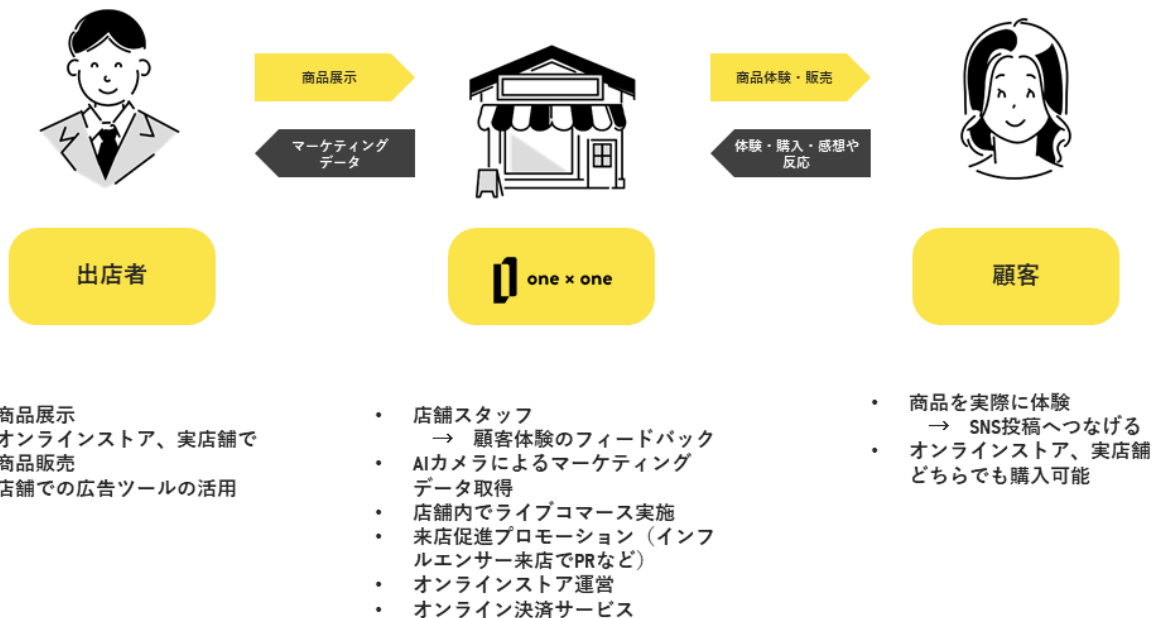 商品展示
商品体験・販売
マーケティング
データ
体験・購入・感想や
反応
出店者
one × one
顧客
商品展示
オンラインストア、実店舗で
商品販売
店舗での広告ツールの活用
• 店舗スタッフ
→ 顧客体験のフィードバック
• AIカメラによるマーケティング
データ取得
• 店舗内でライブコマース実施
• 来店促進プロモーション（インフ
ルエンサー来店でPRなど）
• オンラインストア運営
• オンライン決済サービス
• 商品を実際に体験
→ SNS投稿へつなげる
• オンラインストア、実店舗
どちらでも購入可能